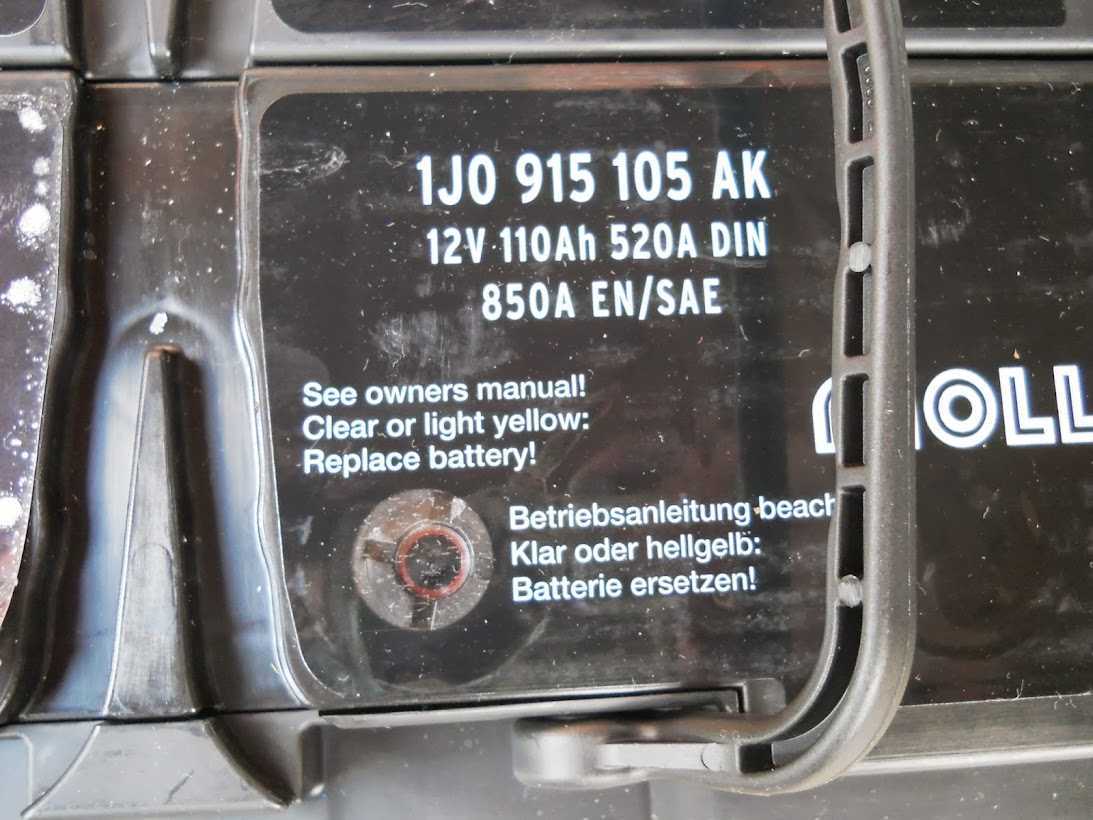 1J0 915 105 AK
12V 110Ah 520A DIN
850A EN/SAE
See owners manual!
Clear or light yellow:
Replace battery!
Betriebsanleitung beach
Klar oder hellgelb:
Batterie ersetzen!
MOLL